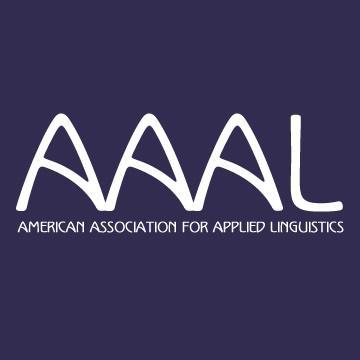 AAAL
AMERICAN ASSOCIATION FOR APPLIED LINGUISTICS